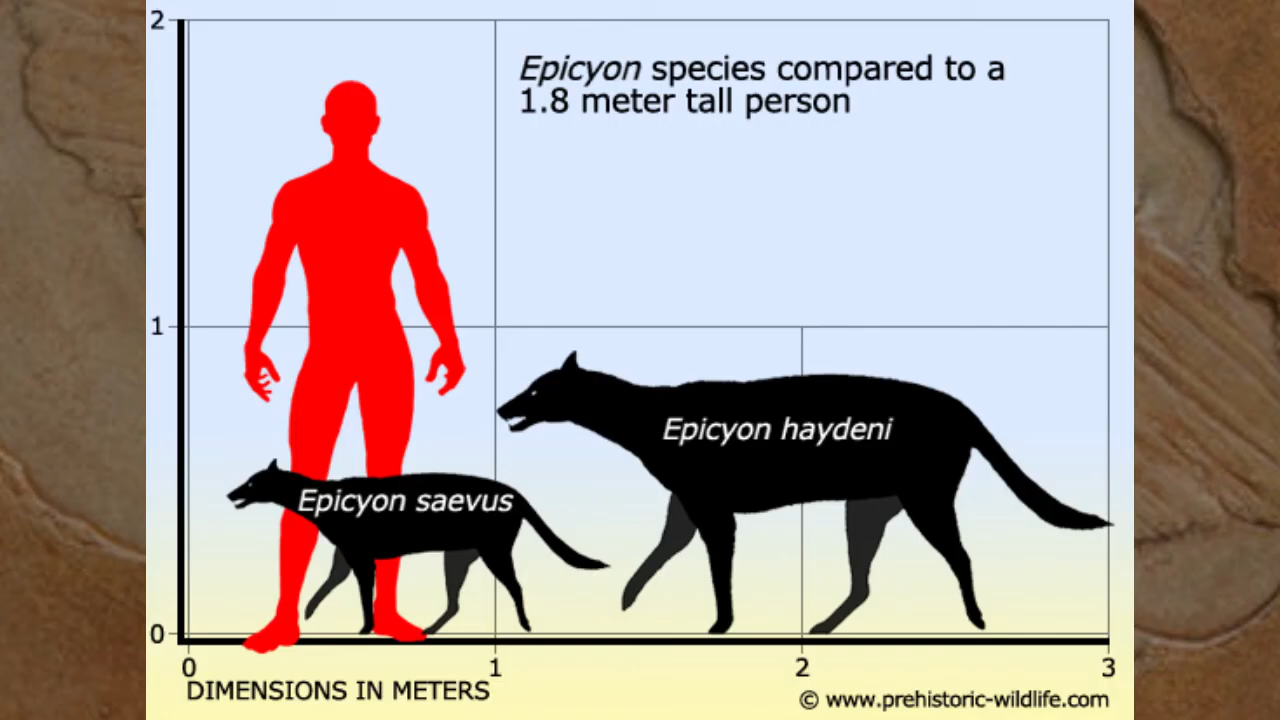 2
Epicyon species compared to a
1.8 meter tall person
1
Epicyon haydeni
Epicyon saevus
0
0 1 2 3
DIMENSIONS IN METERS
© www.prehistoric-wildlife.com